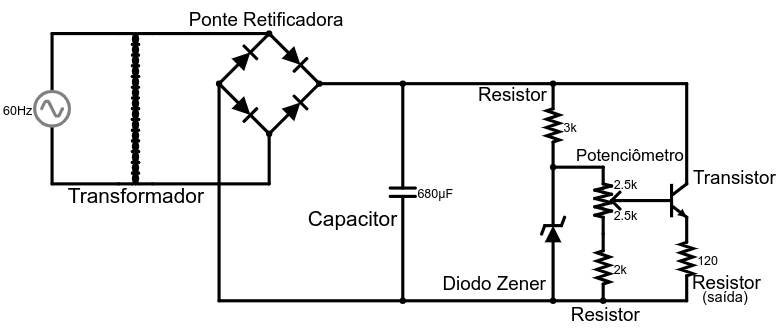 Ponte Retificadora
60Hz
Transformador
680μF
Capacitor
Resistor
3k
Potenciômetro
2.5k
2.5k
Transistor
Diodo Zener
2k
Resistor
120
Resistor
(saída)